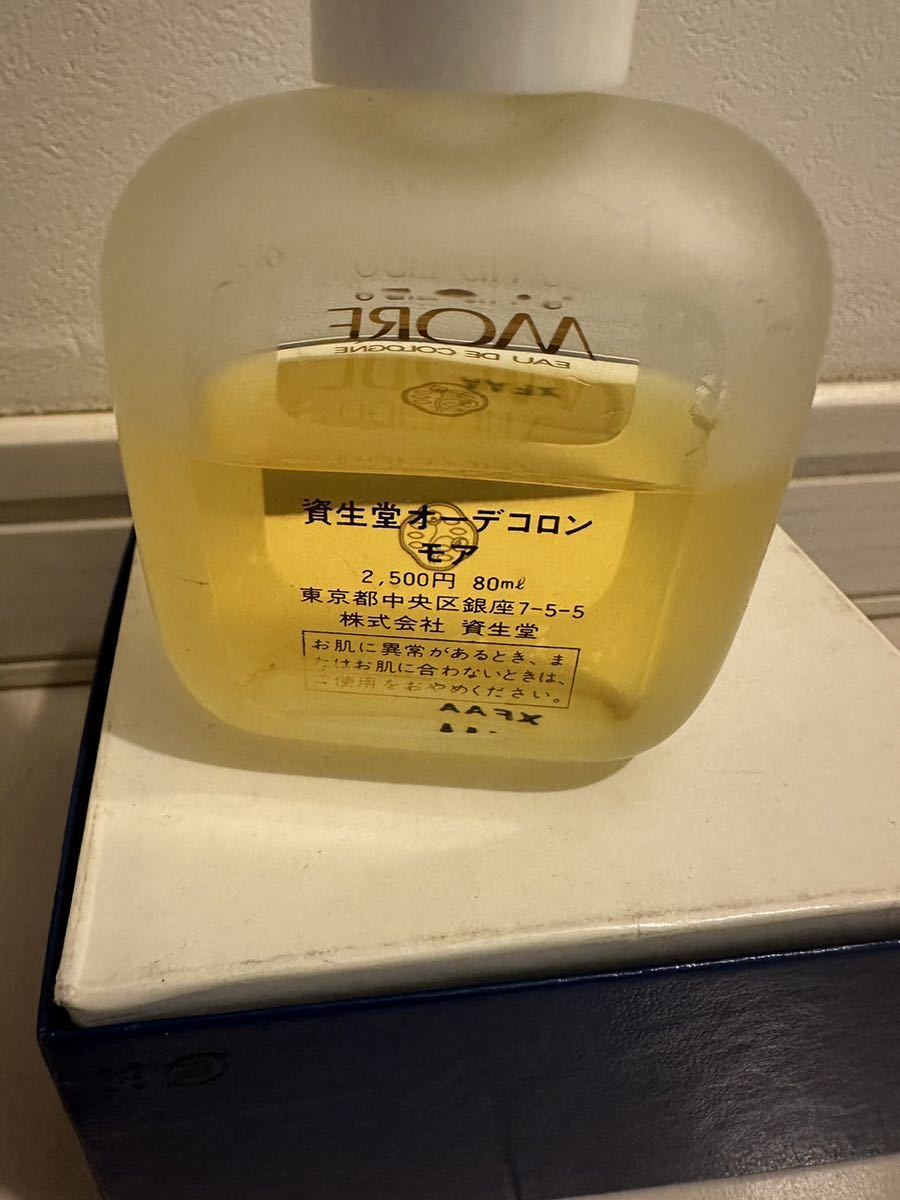 MORE
EAU DE COLOGNE
資生堂オーデコロン
モア
2,500円 80mℓ
東京都中央区銀座7-5-5
株式会社 資生堂
お肌に異常があるとき、ま
たはお肌に合わないときは、
ご使用をおやめください。
XFAA